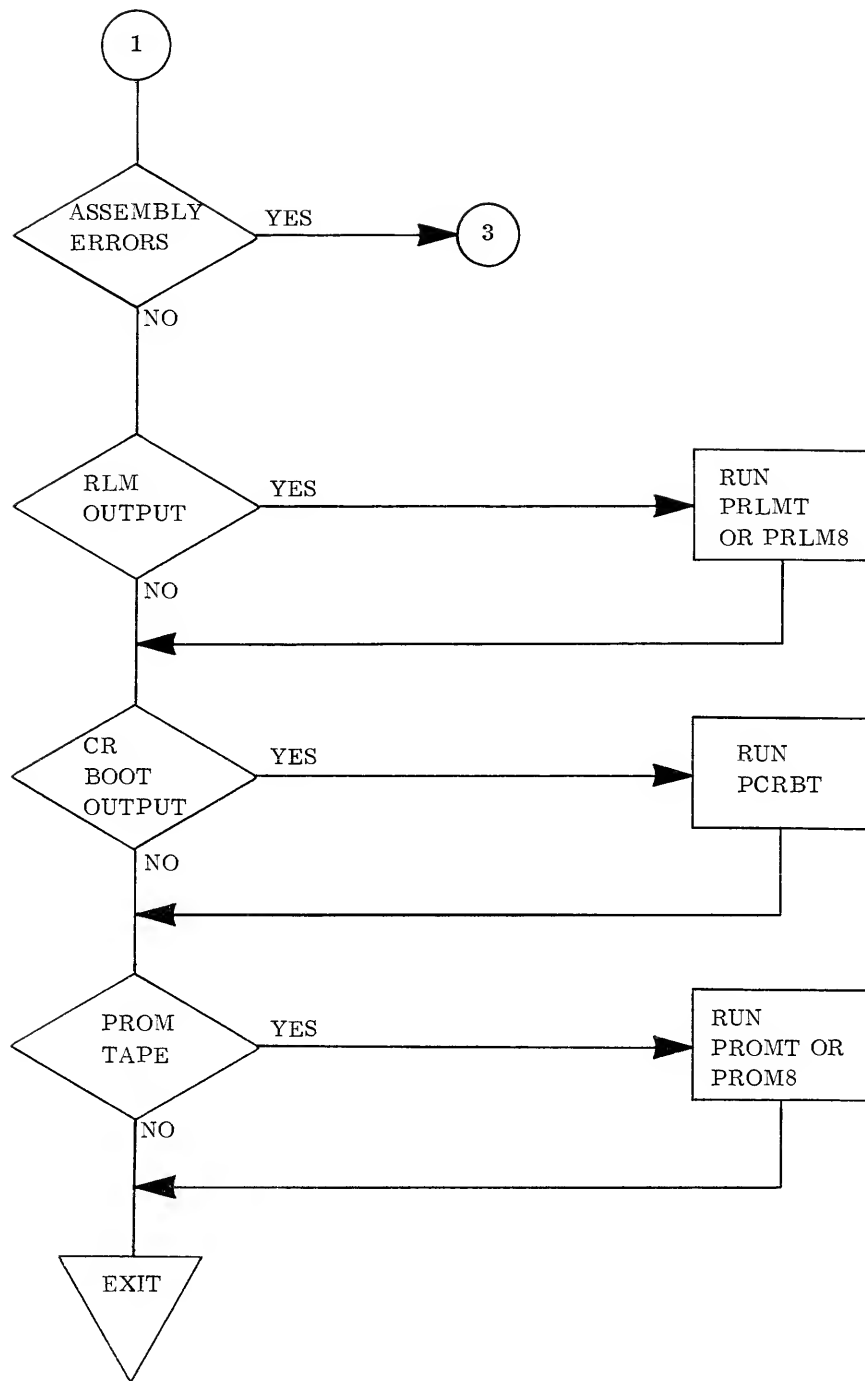 1
ASSEMBLY
ERRORS
YES
3
NO
RLM
OUTPUT
YES
RUN
PRLMT
OR PRLM8
NO
CR
BOOT
OUTPUT
YES
RUN
PCRBT
NO
PROM
TAPE
YES
RUN
PROMT OR
PROM8
NO
EXIT